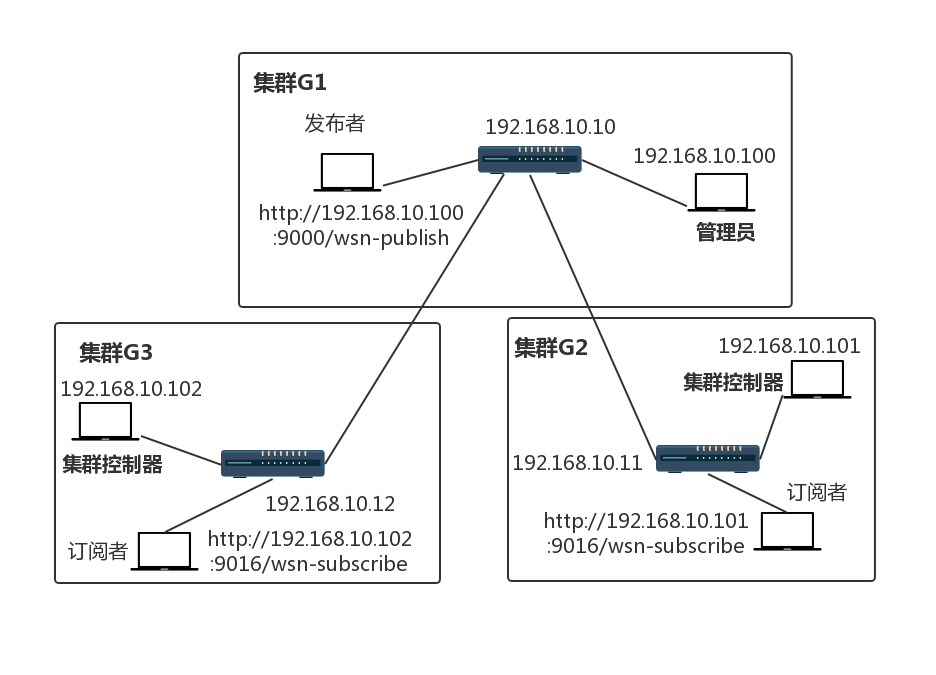 集群G1
发布者
192.168.10.10
192.168.10.100
http://192.168.10.100
:9000/wsn-publish
管理员
集群G3
192.168.10.102
集群控制器
192.168.10.12
订阅者
http://192.168.10.102
:9016/wsn-subscribe
集群G2
192.168.10.101
集群控制器
192.168.10.11
订阅者
http://192.168.10.101
:9016/wsn-subscribe